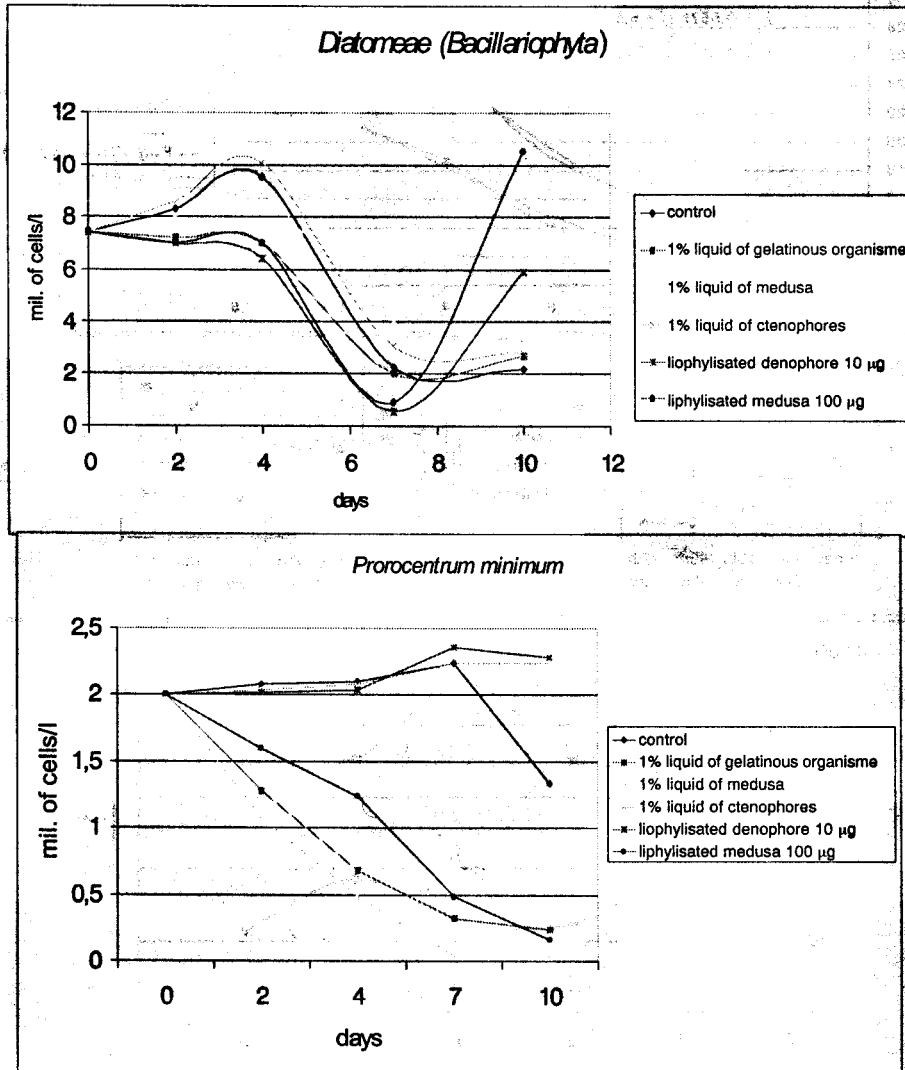 Diatomeae (Bacillariophyta)
12
10
8
6
4
2
0
mil. of cells/l
0 2 4 6 8 10 12
days
control
1% liquid of gelatinous organisme
1% liquid of medusa
1% liquid of ctenophores
liophylisated denophore 10 µg
liphylisated medusa 100 µg
Prorocentrum minimum
2,5
2
1,5
1
0,5
0
mil. of cells/l
0 2 4 7 10
days
control
1% liquid of gelatinous organisme
1% liquid of medusa
1% liquid of ctenophores
liophylisated denophore 10 µg
liphylisated medusa 100 µg